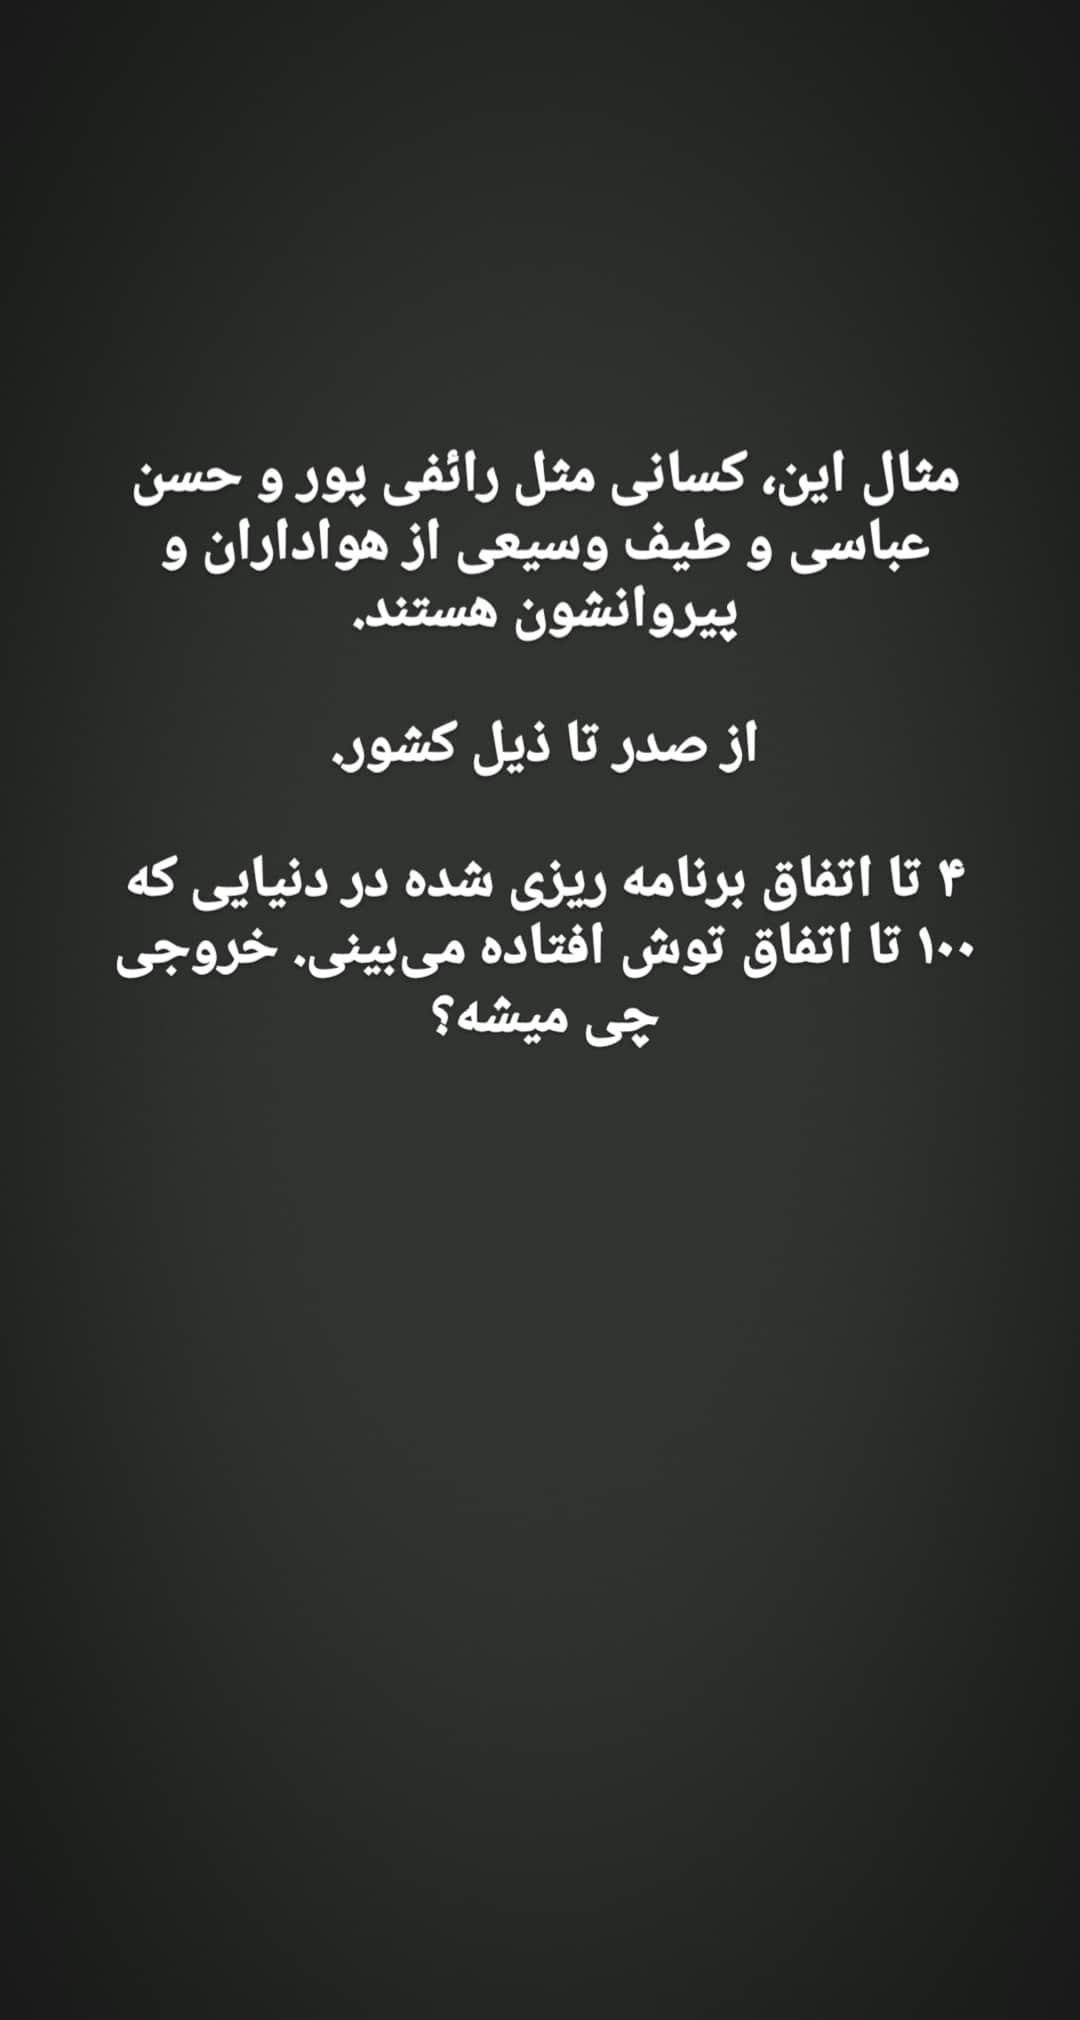 مثال این، کسانی مثل رائفی پور و حسن
عباسی و طیف وسیعی از هواداران و
پیروانشون هستند.
از صدر تا ذیل کشور.
۴ تا اتفاق برنامه ریزی شده در دنیایی که
۱۰۰ تا اتفاق توش افتاده می‌بینی. خروجی
چی میشه؟